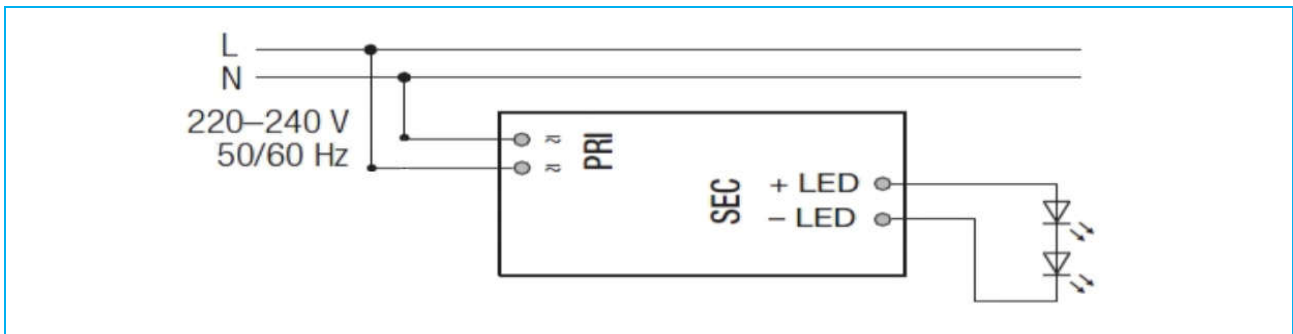 L
N
220–240 V
50/60 Hz
≂
≂
PRI
SEC
+ LED
– LED